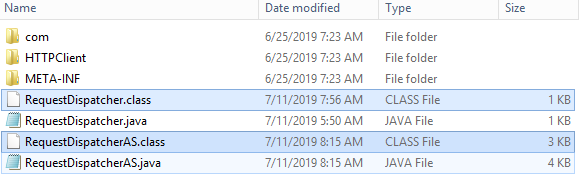 Name Date modified Type Size
com 6/25/2019 7:23 AM File folder
HTTPClient 6/25/2019 7:23 AM File folder
META-INF 6/25/2019 7:23 AM File folder
RequestDispatcher.class 7/11/2019 7:56 AM CLASS File 1 KB
RequestDispatcher.java 7/11/2019 5:50 AM JAVA File 1 KB
RequestDispatcherAS.class 7/11/2019 8:15 AM CLASS File 3 KB
RequestDispatcherAS.java 7/11/2019 8:15 AM JAVA File 4 KB